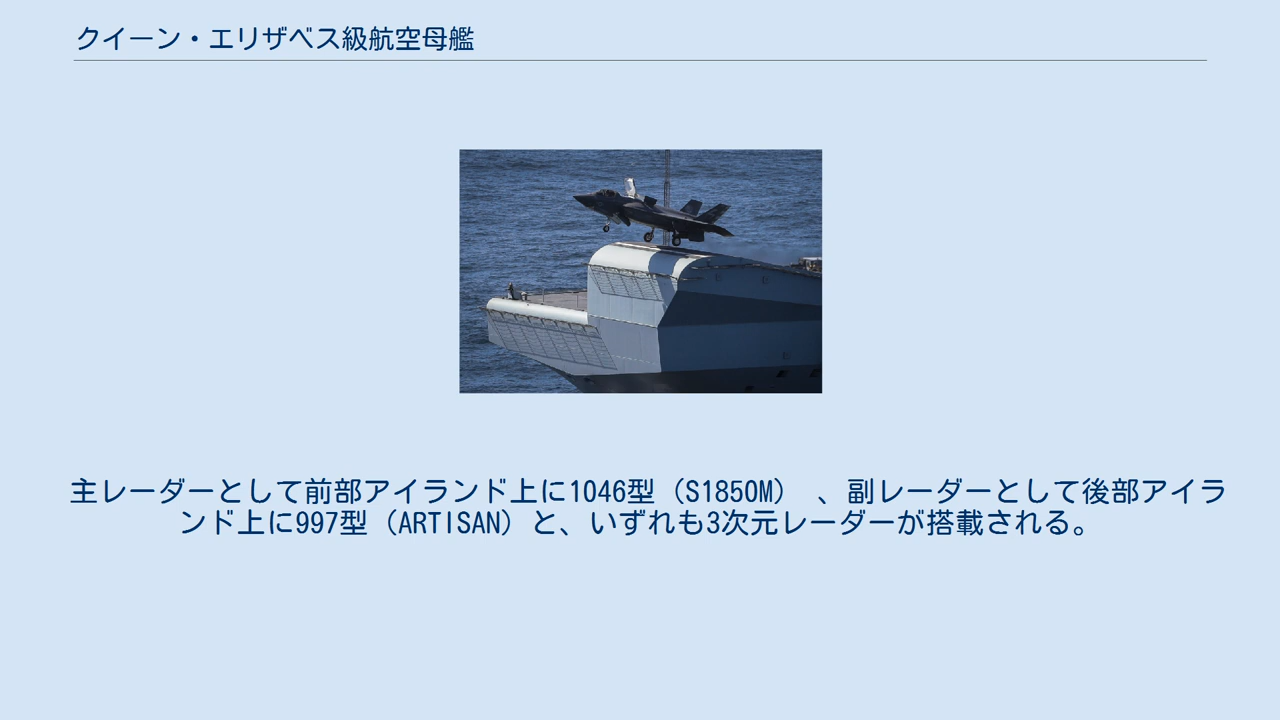 クイーン・エリザベス級航空母艦
主レーダーとして前部アイランド上に1046型（S1850M） 、副レーダーとして後部アイラ
ンド上に997型（ARTISAN）と、いずれも3次元レーダーが搭載される。